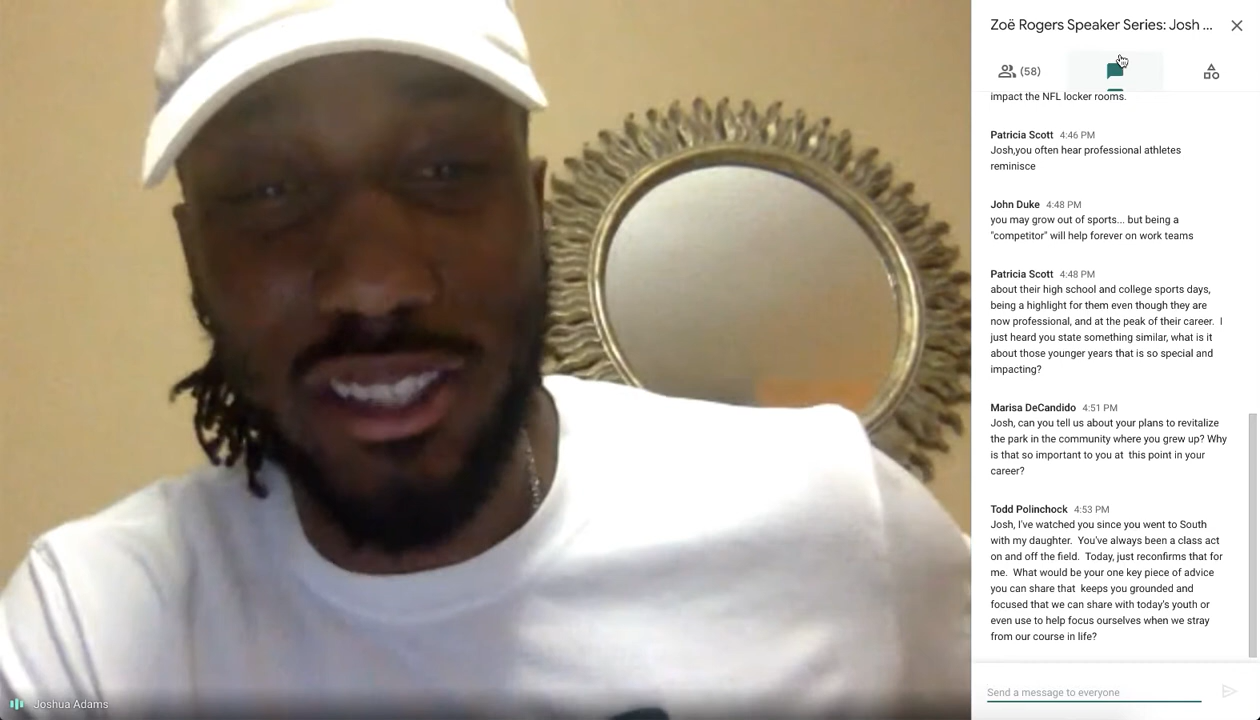 Zoë Rogers Speaker Series: Josh ...
(58)
impact the NFL locker rooms.
Patricia Scott 4:46 PM
Josh,you often hear professional athletes
reminisce
John Duke 4:48 PM
you may grow out of sports... but being a
"competitor" will help forever on work teams
Patricia Scott 4:48 PM
about their high school and college sports days,
being a highlight for them even though they are
now professional, and at the peak of their career.  I
just heard you state something similar, what is it
about those younger years that is so special and
impacting?
Marisa DeCandido 4:51 PM
Josh, can you tell us about your plans to revitalize
the park in the community where you grew up? Why
is that so important to you at  this point in your
career?
Todd Polinchock 4:53 PM
Josh, I've watched you since you went to South
with my daughter.  You've always been a class act
on and off the field.  Today, just reconfirms that for
me.  What would be your one key piece of advice
you can share that  keeps you grounded and
focused that we can share with today's youth or
even use to help focus ourselves when we stray
from our course in life?
Send a message to everyone
Joshua Adams